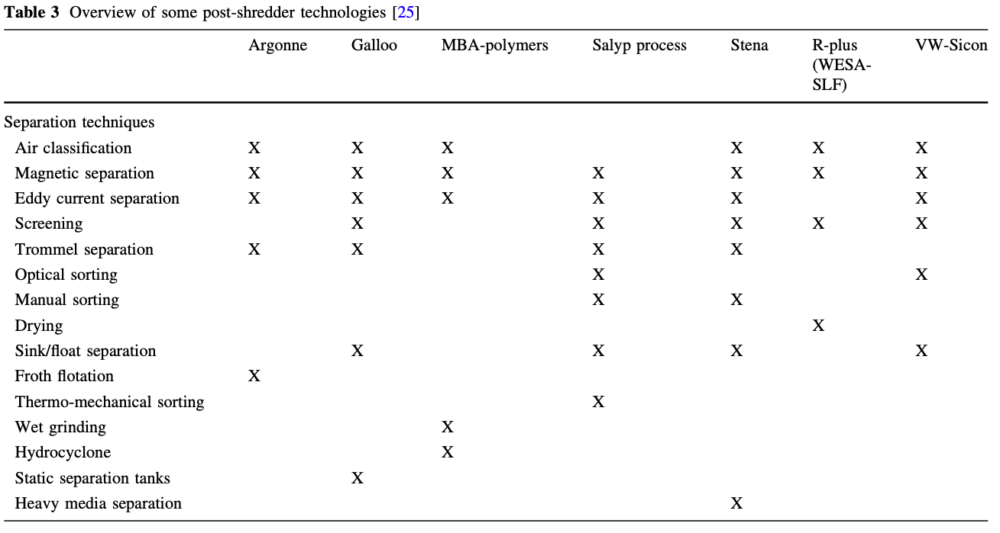 Table 3 Overview of some post-shredder technologies [25]
Argonne Galloo MBA-polymers Salyp process Stena R-plus (WESA-SLF) VW-Sicon
Separation techniques
Air classification X X X X X X
Magnetic separation X X X X X X X
Eddy current separation X X X X X X
Screening X X X X X
Trommel separation X X X X
Optical sorting X X
Manual sorting X X
Drying X
Sink/float separation X X X X
Froth flotation X
Thermo-mechanical sorting X
Wet grinding X
Hydrocyclone X
Static separation tanks X
Heavy media separation X